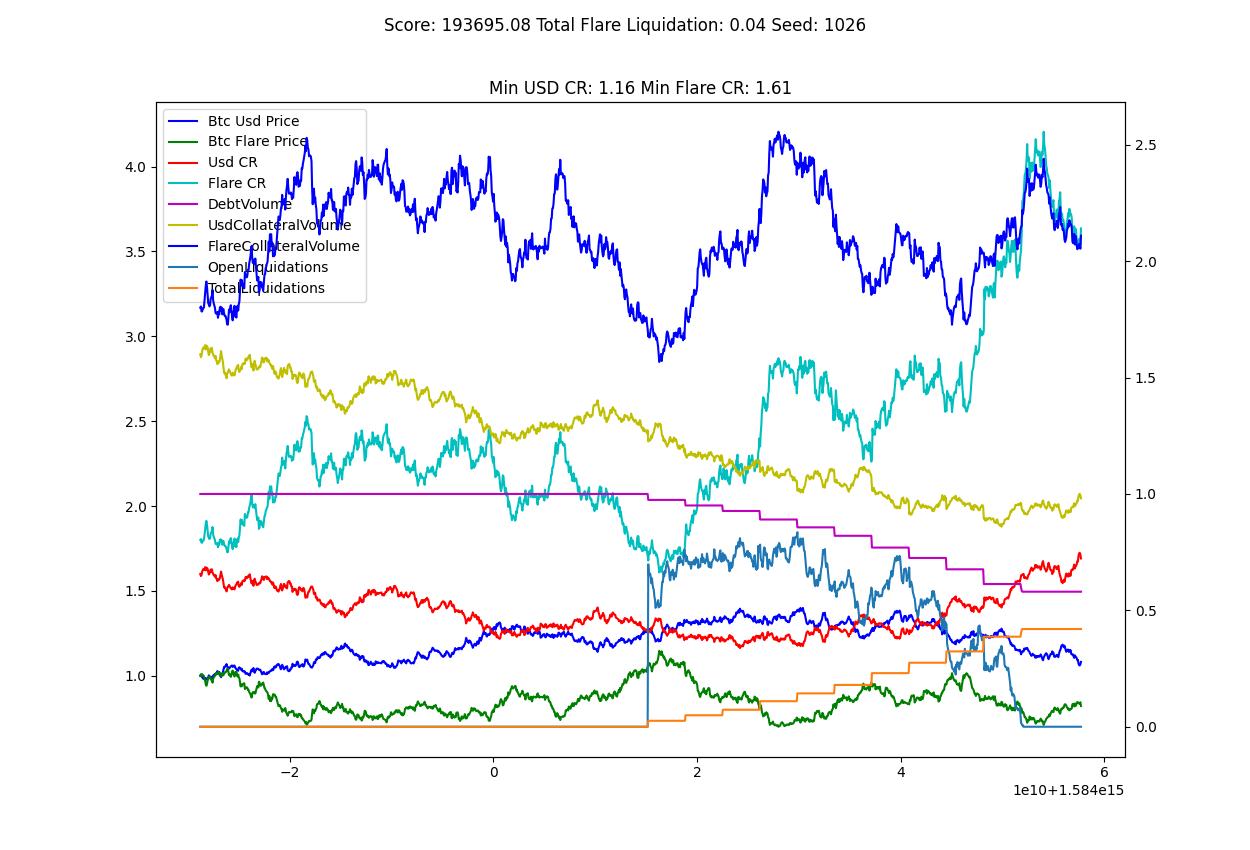 Score: 193695.08 Total Flare Liquidation: 0.04 Seed: 1026
Min USD CR: 1.16 Min Flare CR: 1.61
Btc Usd Price
Btc Flare Price
Usd CR
Flare CR
DebtVolume
UsdCollateralVolume
FlareCollateralVolume
OpenLiquidations
TotalLiquidations
4.0
3.5
3.0
2.5
2.0
1.5
1.0
2.5
2.0
1.5
1.0
0.5
0.0
−2
0
2
4
6
1e10+1.584e15